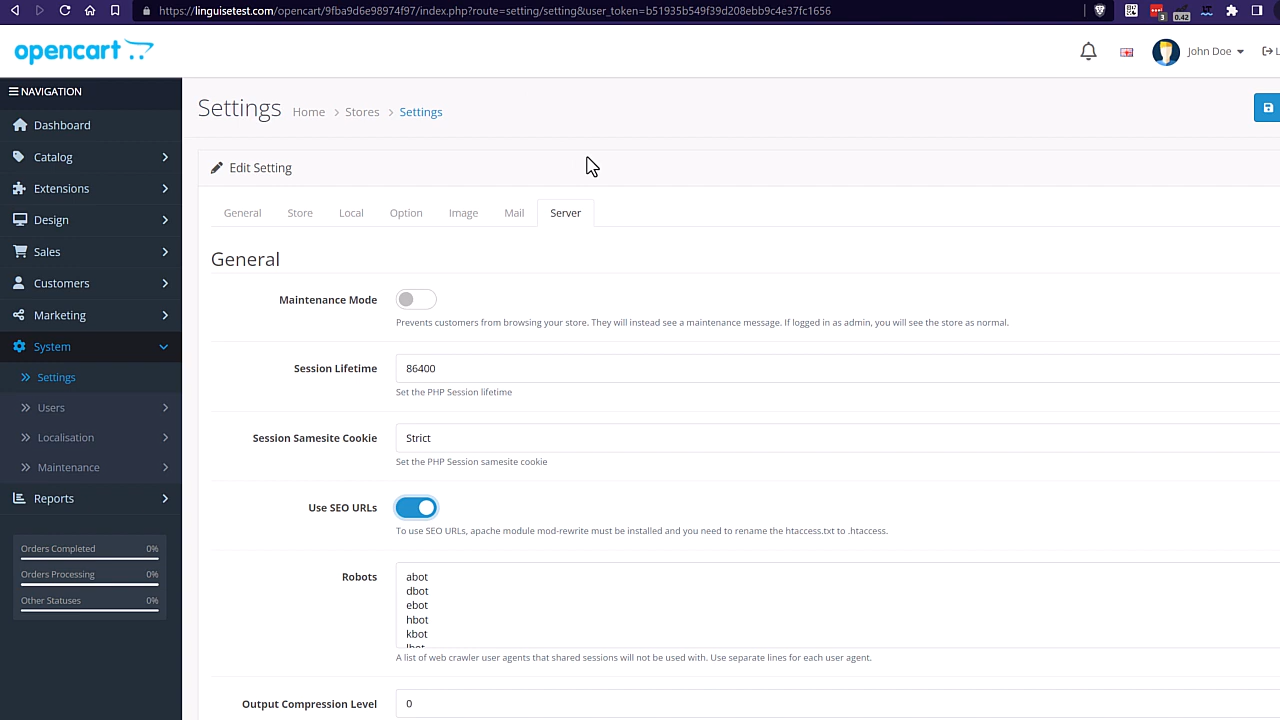 https://linguisetest.com/opencart/9fba9d6e98974f97/index.php?route=setting/setting&user_token=b51935b549f39d208ebb9c4e37fc1656
3
0.42
opencart
John Doe
L
NAVIGATION
Dashboard
Catalog
Extensions
Design
Sales
Customers
Marketing
System
Settings
Users
Localisation
Maintenance
Reports
Orders Completed 0%
Orders Processing 0%
Other Statuses 0%
Settings Home > Stores > Settings
Edit Setting
General Store Local Option Image Mail Server
General
Maintenance Mode
Prevents customers from browsing your store. They will instead see a maintenance message. If logged in as admin, you will see the store as normal.
Session Lifetime 86400
Set the PHP Session lifetime
Session Samesite Cookie Strict
Set the PHP Session samesite cookie
Use SEO URLs
To use SEO URLs, apache module mod-rewrite must be installed and you need to rename the htaccess.txt to .htaccess.
Robots abot
dbot
ebot
hbot
kbot
A list of web crawler user agents that shared sessions will not be used with. Use separate lines for each user agent.
Output Compression Level 0